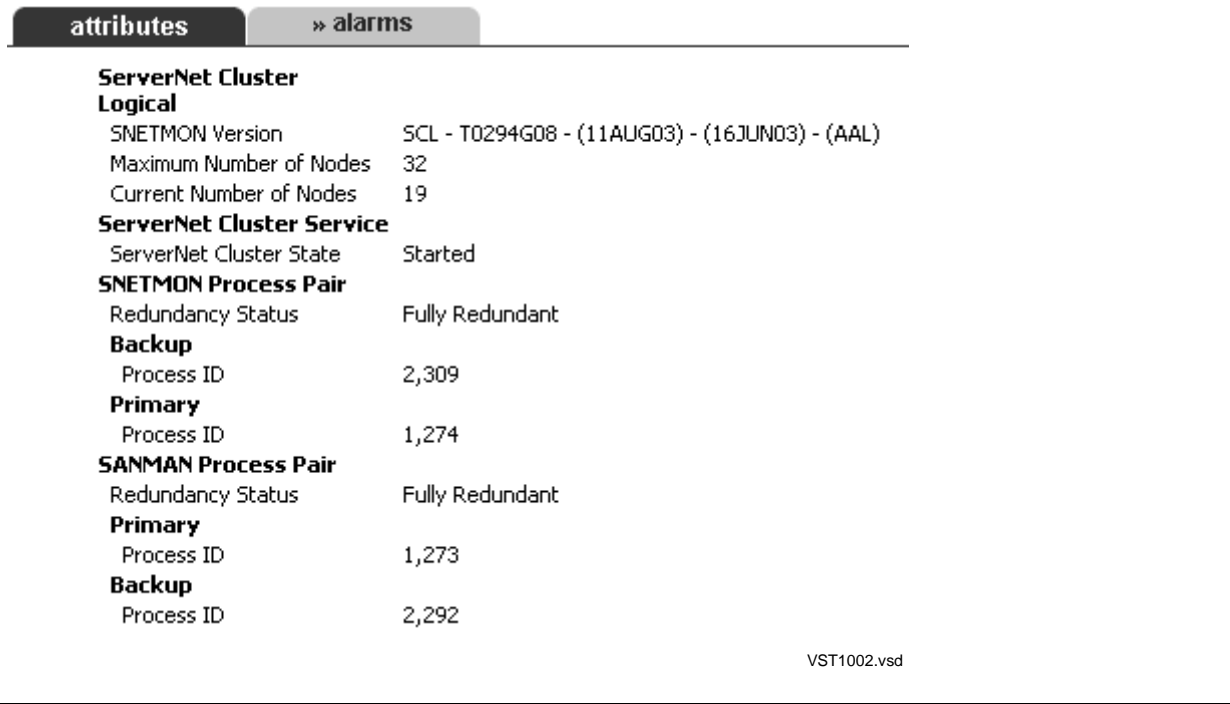 attributes » alarms
ServerNet Cluster
Logical
SNETMON Version SCL - T0294G08 - (11AUG03) - (16JUN03) - (AAL)
Maximum Number of Nodes 32
Current Number of Nodes 19
ServerNet Cluster Service
ServerNet Cluster State Started
SNETMON Process Pair
Redundancy Status Fully Redundant
Backup
Process ID 2,309
Primary
Process ID 1,274
SANMAN Process Pair
Redundancy Status Fully Redundant
Primary
Process ID 1,273
Backup
Process ID 2,292
VST1002.vsd